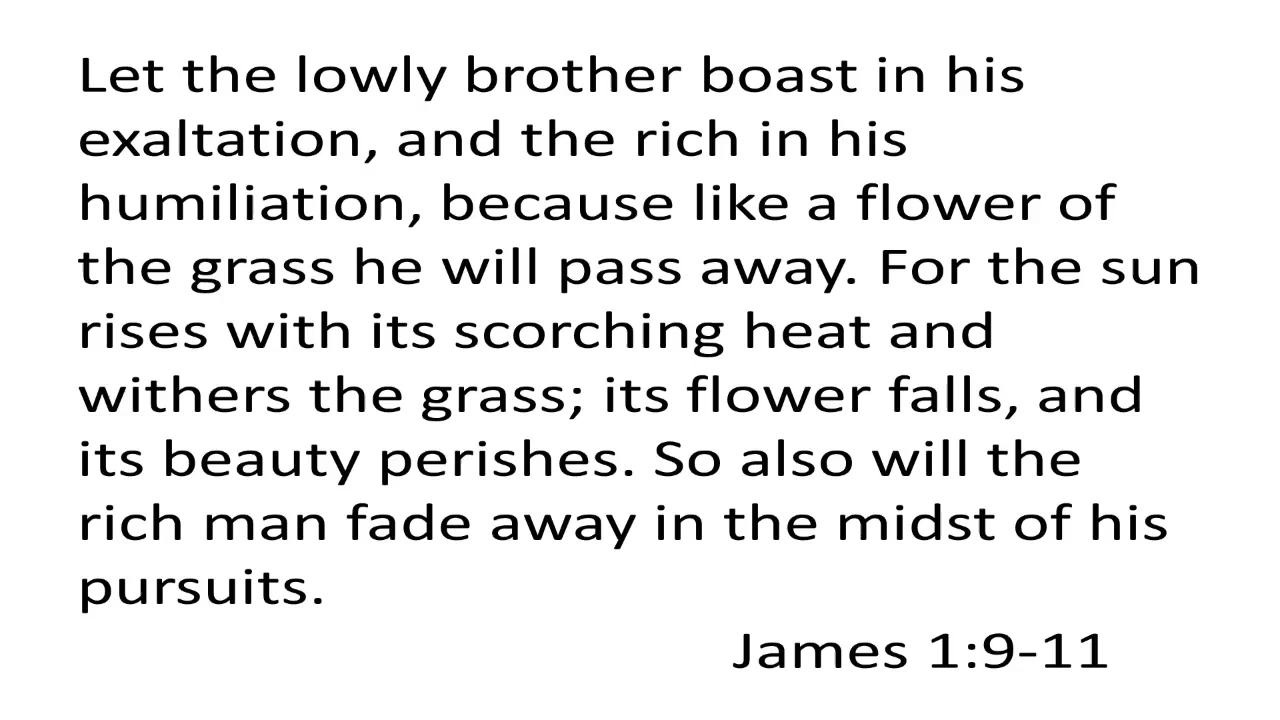 Let the lowly brother boast in his
exaltation, and the rich in his
humiliation, because like a flower of
the grass he will pass away. For the sun
rises with its scorching heat and
withers the grass; its flower falls, and
its beauty perishes. So also will the
rich man fade away in the midst of his
pursuits.
James 1:9-11